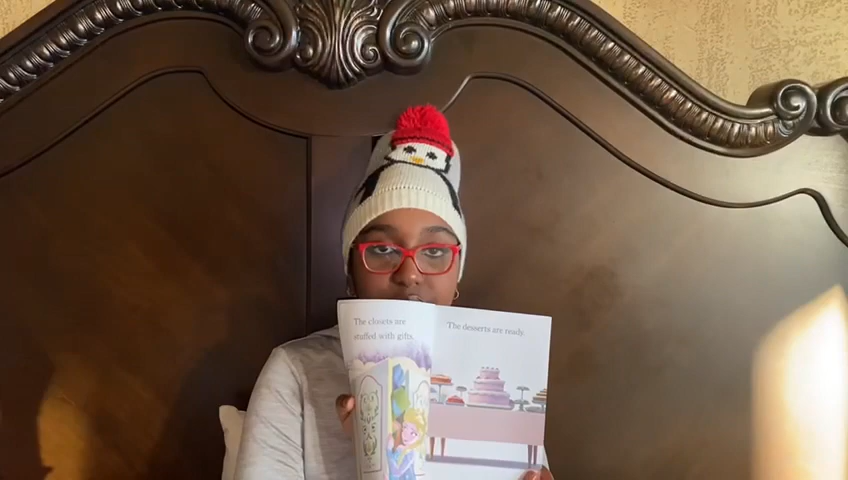 The closets are
stuffed with gifts.
The desserts are ready.